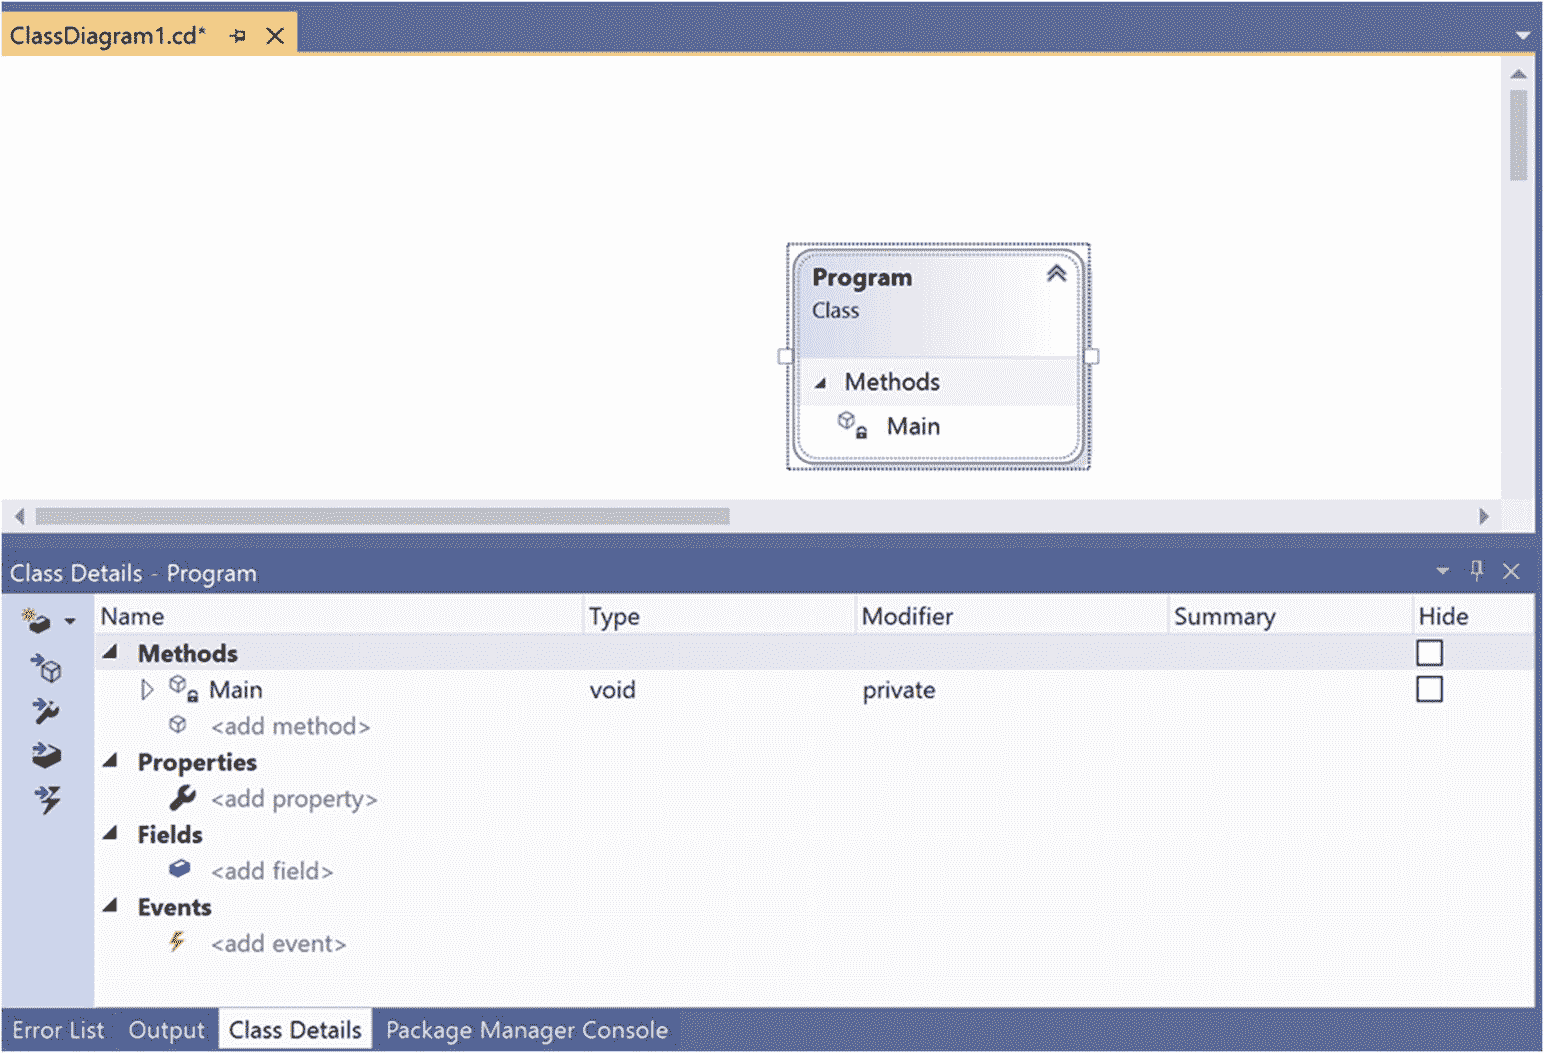 ClassDiagram1.cd*
Program
Class
Methods
Main
Class Details - Program
Name Type Modifier Summary Hide
Methods
Main void private
<add method>
Properties
<add property>
Fields
<add field>
Events
<add event>
Error List Output Class Details Package Manager Console